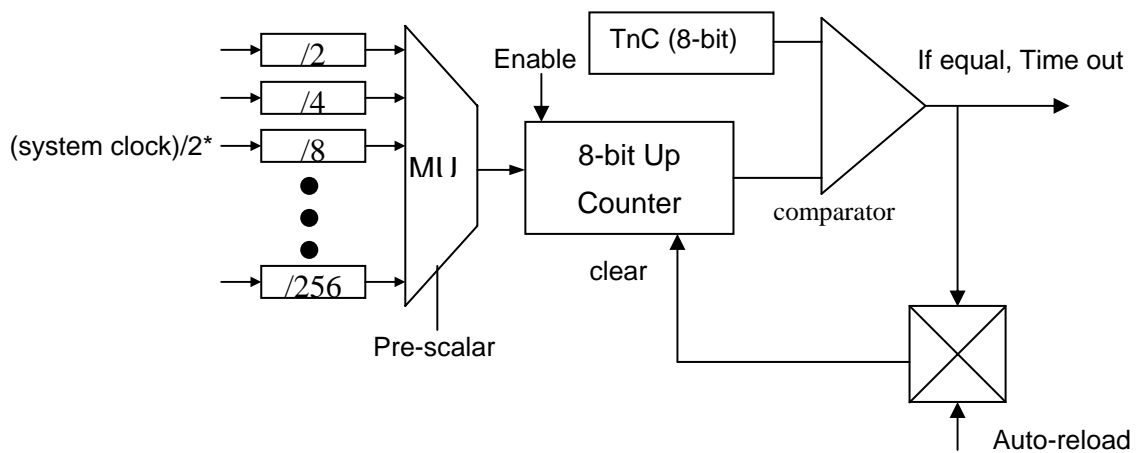 /2
TnC (8-bit)
Enable
If equal, Time out
/4
(system clock)/2*
/8
MU
8-bit Up
Counter
comparator
clear
/256
Pre-scalar
Auto-reload